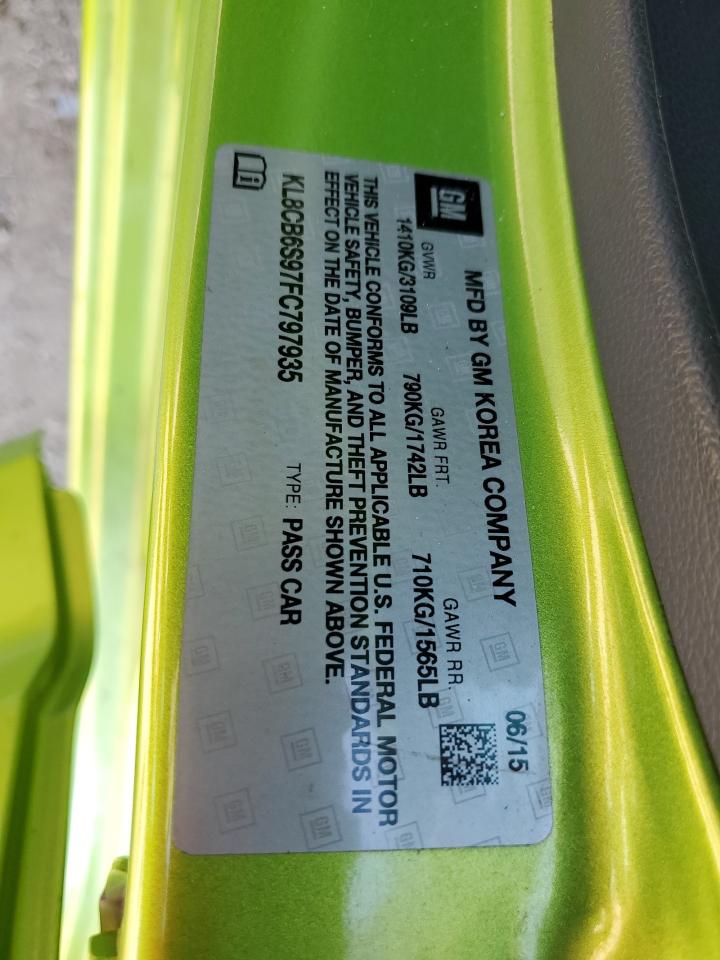 GM
MFD BY GM KOREA COMPANY
06/15
GVWR
GAWR FRT.
GAWR RR.
1410KG/3109LB
790KG/1742LB
710KG/1565LB
THIS VEHICLE CONFORMS TO ALL APPLICABLE U.S. FEDERAL MOTOR
VEHICLE SAFETY, BUMPER, AND THEFT PREVENTION STANDARDS IN
EFFECT ON THE DATE OF MANUFACTURE SHOWN ABOVE.
KL8CB6S97FC797935
TYPE: PASS CAR